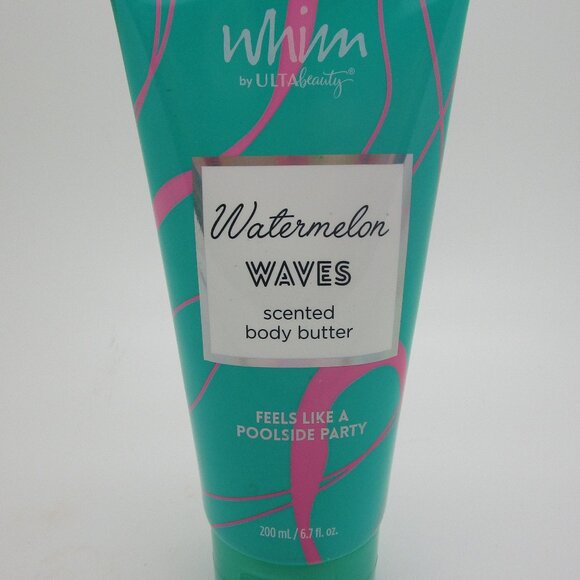 whim
by ULTAbeauty®
Watermelon
WAVES
scented
body butter
FEELS LIKE A
POOLSIDE PARTY
200 mL / 6.7 fl. oz.